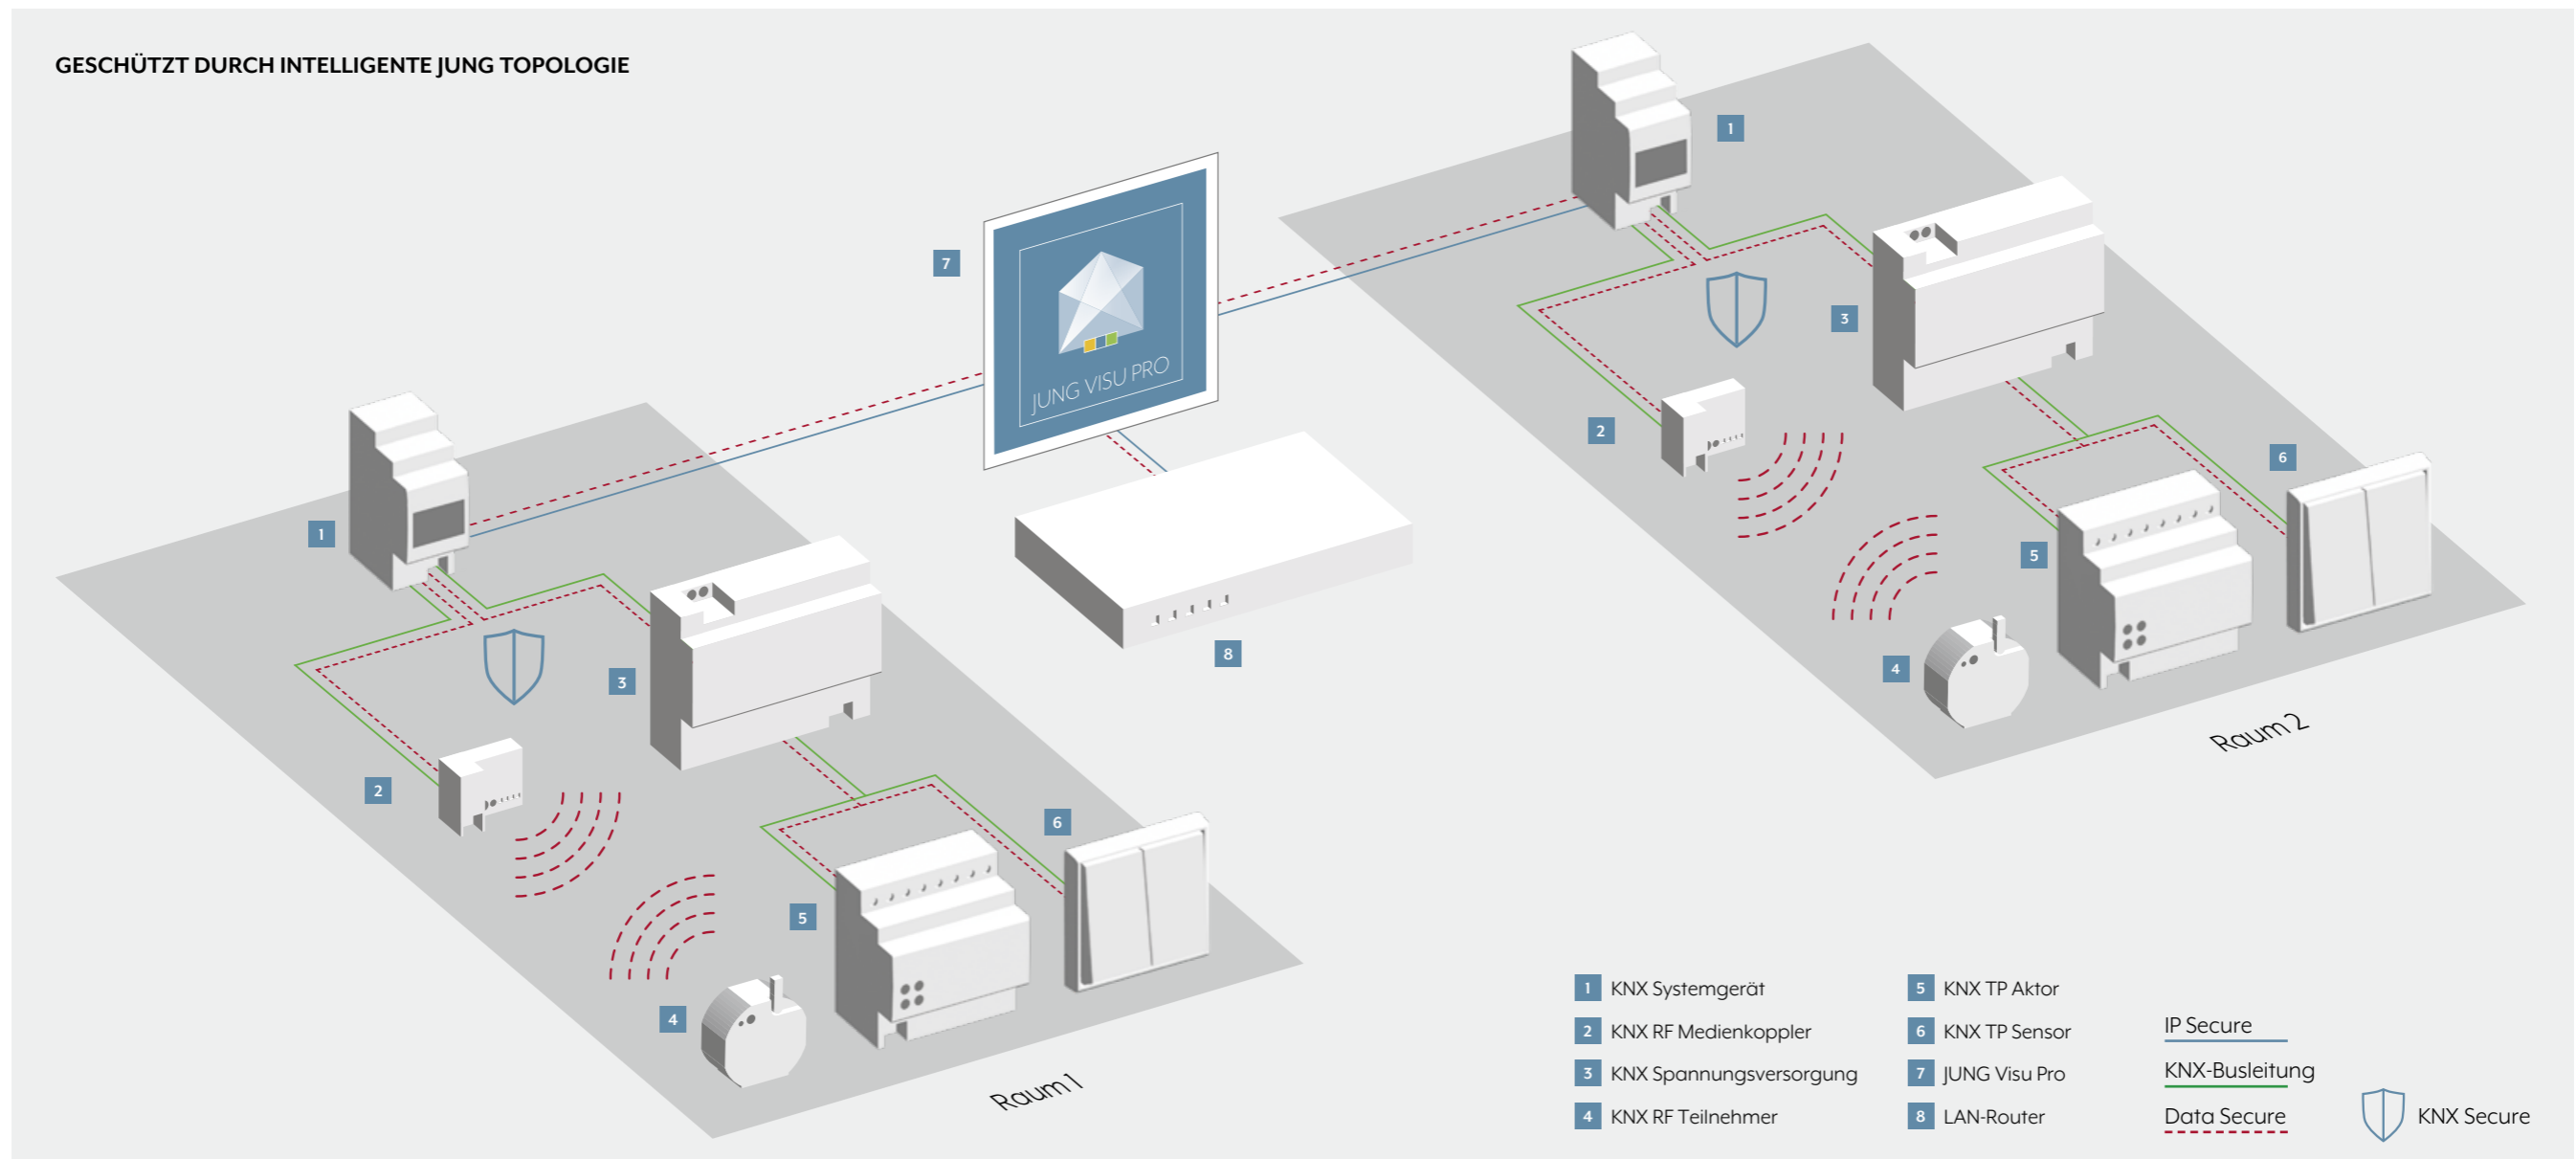 GESCHÜTZT DURCH INTELLIGENTE JUNG TOPOLOGIE
1
7
JUNG VISU PRO
3
2
6
1
5
8
4
3
Raum 2
2
6
5
4
Raum 1
1 KNX Systemgerät
2 KNX RF Medienkoppler
3 KNX Spannungsversorgung
4 KNX RF Teilnehmer
5 KNX TP Aktor
6 KNX TP Sensor
7 JUNG Visu Pro
8 LAN-Router
IP Secure
KNX-Busleitung
Data Secure
KNX Secure